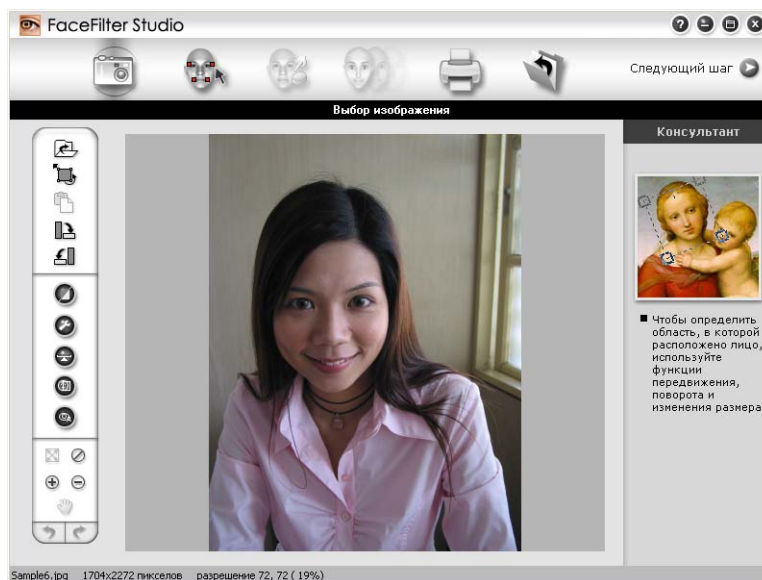 FaceFilter Studio
Следующий шаг
Выбор изображения
Консультант
Чтобы определить
область, в которой
расположено лицо,
используйте
функции
передвижения,
поворота и
изменения размера
Sample6.jpg 1704x2272 пикселов разрешение 72, 72 ( 19%)